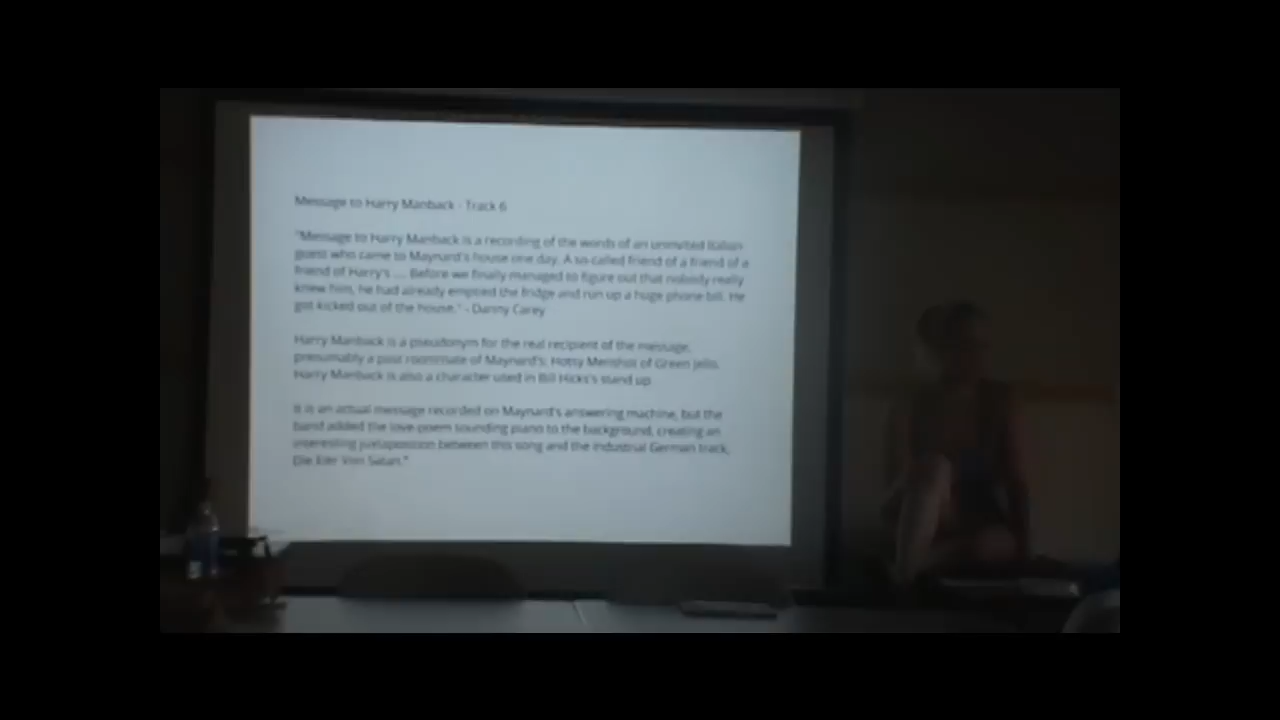 Message to Harry Manback - Track 6
"Message to Harry Manback is a recording of the words of an uninvited Italian
guest who came to Maynard's house one day. A so-called friend of a friend of a
friend of Harry's ... Before we finally managed to figure out that nobody really
knew him, he had already emptied the fridge and run up a huge phone bill. He
got kicked out of the house." - Danny Carey
Harry Manback is a pseudonym for the real recipient of the message,
presumably a past roommate of Maynard's: Hotty Menshot of Green Jello.
Harry Manback is also a character used in Bill Hicks's stand up.
It is an actual message recorded on Maynard's answering machine, but the
band added the love-poem sounding piano to the background, creating an
interesting juxtaposition between this song and the industrial German track,
Die Eier Von Satan."